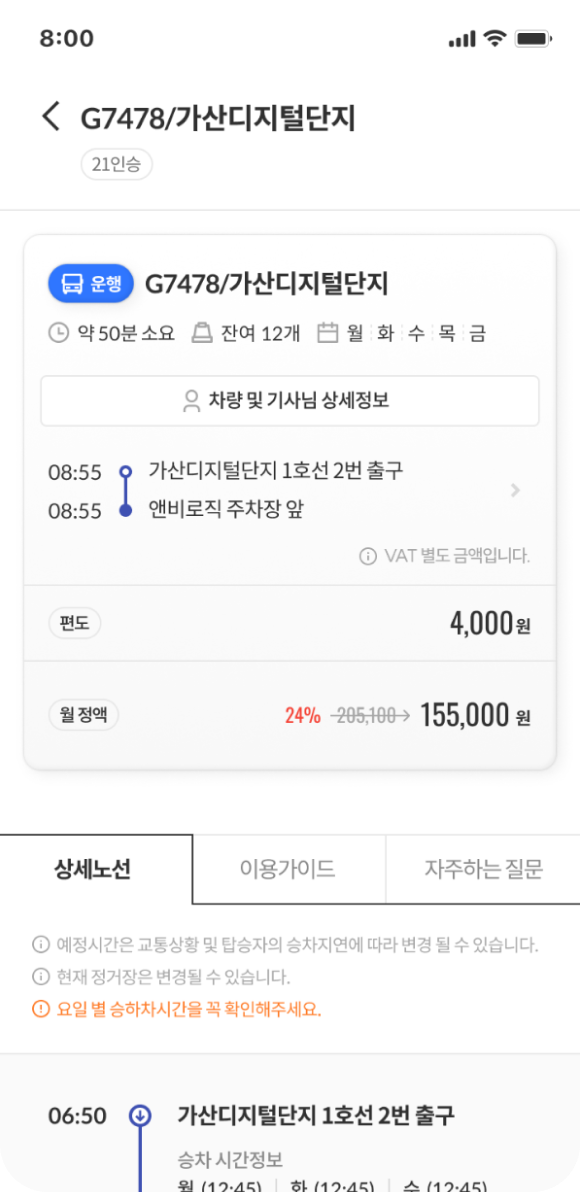 8:00
G7478/가산디지털단지
21인승
운행 G7478/가산디지털단지
약 50분 소요 잔여 12개 월 화 수 목 금
차량 및 기사님 상세정보
08:55 가산디지털단지 1호선 2번 출구
08:55 앤비로직 주차장 앞
VAT 별도 금액입니다.
편도 4,000원
월 정액 24% 205,100 → 155,000 원
상세노선 이용가이드 자주하는 질문
예정시간은 교통상황 및 탑승자의 승차지연에 따라 변경 될 수 있습니다.
현재 정거장은 변경될 수 있습니다.
요일 별 승하차시간을 꼭 확인해주세요.
06:50 가산디지털단지 1호선 2번 출구
승차 시간정보
월 (12:45) | 화 (12:45) | 수 (12:45)